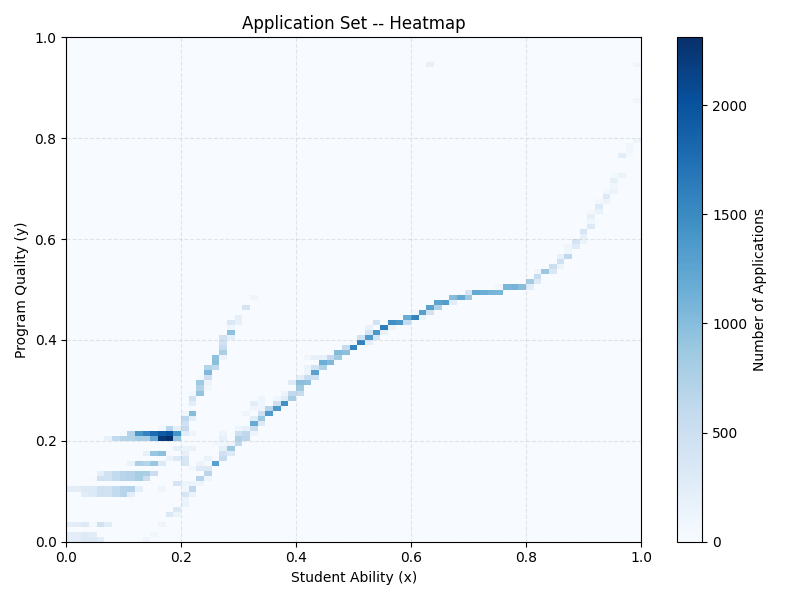 Application Set -- Heatmap
1.0
0.8
0.6
0.4
0.2
0.0
Program Quality (y)
0.0 0.2 0.4 0.6 0.8 1.0
Student Ability (x)
2000
1500
1000
500
0
Number of Applications